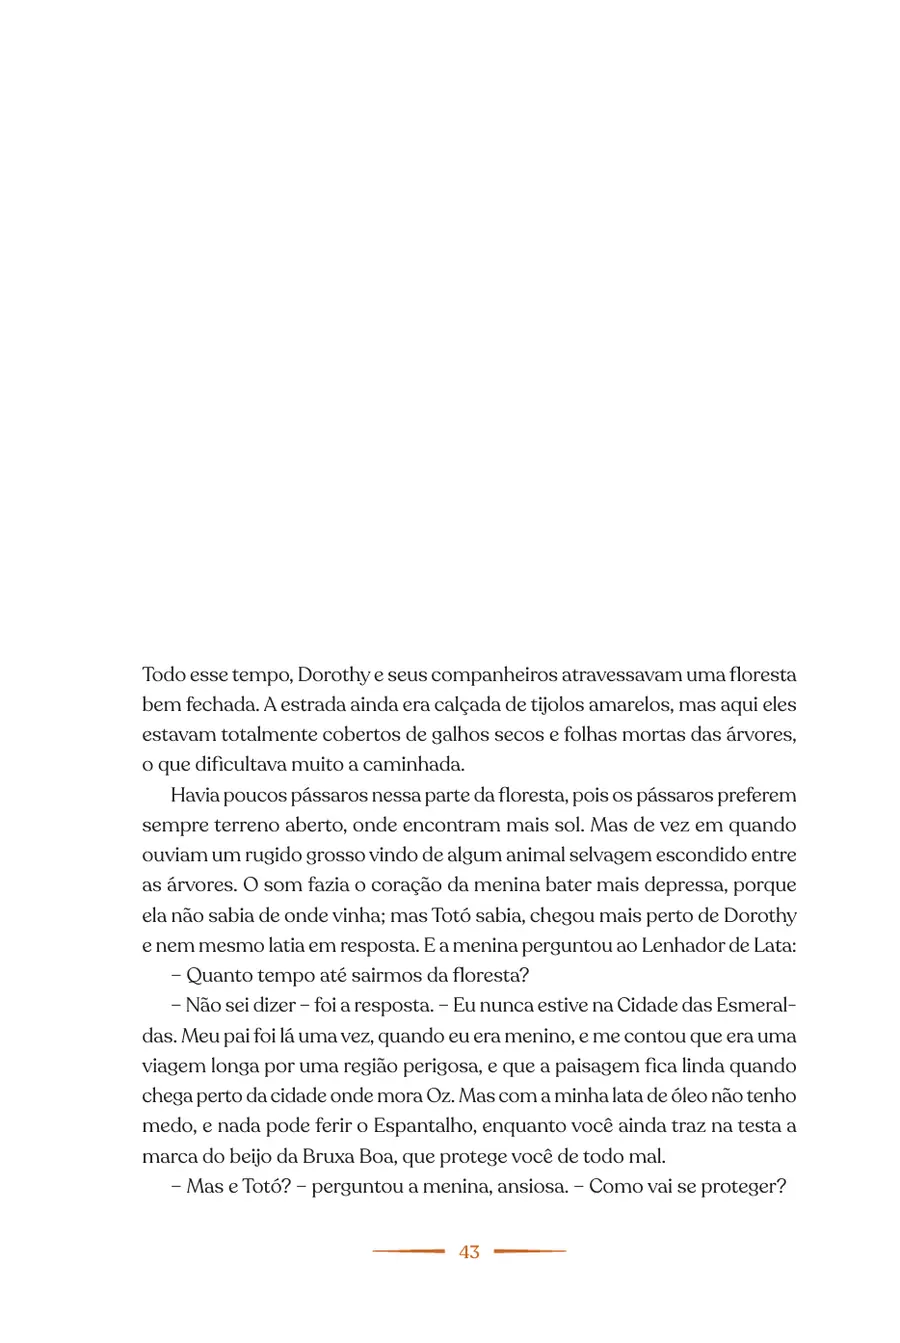 Todo esse tempo, Dorothy e seus companheiros atravessavam uma floresta
bem fechada. A estrada ainda era calçada de tijolos amarelos, mas aqui eles
estavam totalmente cobertos de galhos secos e folhas mortas das árvores,
o que dificultava muito a caminhada.
Havia poucos pássaros nessa parte da floresta, pois os pássaros preferem
sempre terreno aberto, onde encontram mais sol. Mas de vez em quando
ouviam um rugido grosso vindo de algum animal selvagem escondido entre
as árvores. O som fazia o coração da menina bater mais depressa, porque
ela não sabia de onde vinha; mas Totó sabia, chegou mais perto de Dorothy
e nem mesmo latia em resposta. E a menina perguntou ao Lenhador de Lata:
– Quanto tempo até sairmos da floresta?
– Não sei dizer – foi a resposta. – Eu nunca estive na Cidade das Esmeral-
das. Meu pai foi lá uma vez, quando eu era menino, e me contou que era uma
viagem longa por uma região perigosa, e que a paisagem fica linda quando
chega perto da cidade onde mora Oz. Mas com a minha lata de óleo não tenho
medo, e nada pode ferir o Espantalho, enquanto você ainda traz na testa a
marca do beijo da Bruxa Boa, que protege você de todo mal.
– Mas e Totó? – perguntou a menina, ansiosa. – Como vai se proteger?
43